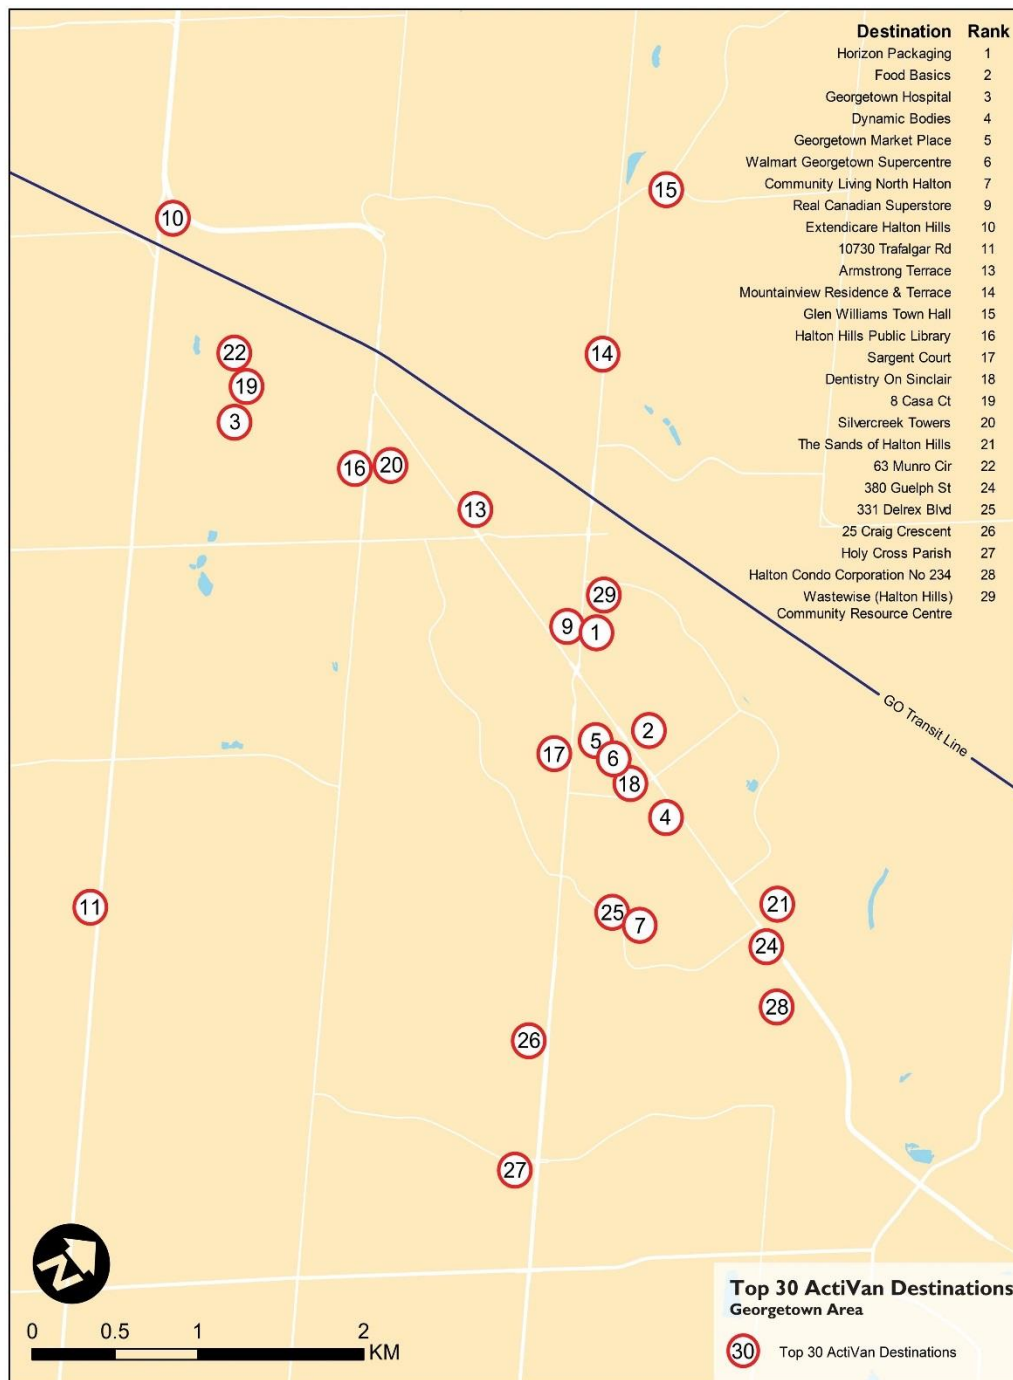 Destination Rank
Horizon Packaging 1
Food Basics 2
Georgetown Hospital 3
Dynamic Bodies 4
Georgetown Market Place 5
Walmart Georgetown Supercentre 6
Community Living North Halton 7
Real Canadian Superstore 9
Extendicare Halton Hills 10
10730 Trafalgar Rd 11
Armstrong Terrace 13
Mountainview Residence & Terrace 14
Glen Williams Town Hall 15
Halton Hills Public Library 16
Sargent Court 17
Dentistry On Sinclair 18
8 Casa Ct 19
Silvercreek Towers 20
The Sands of Halton Hills 21
63 Munro Cir 22
380 Guelph St 24
331 Delrex Blvd 25
25 Craig Crescent 26
Holy Cross Parish 27
Halton Condo Corporation No 234 28
Wastewise (Halton Hills) 29
Community Resource Centre
15
10
22
14
19
3
16
20
13
29
9
1
2
5
17
6
18
4
11
21
25
7
24
28
26
27
GO Transit Line
N
0 0.5 1 2
KM
Top 30 ActiVan Destinations
Georgetown Area
30 Top 30 ActiVan Destinations